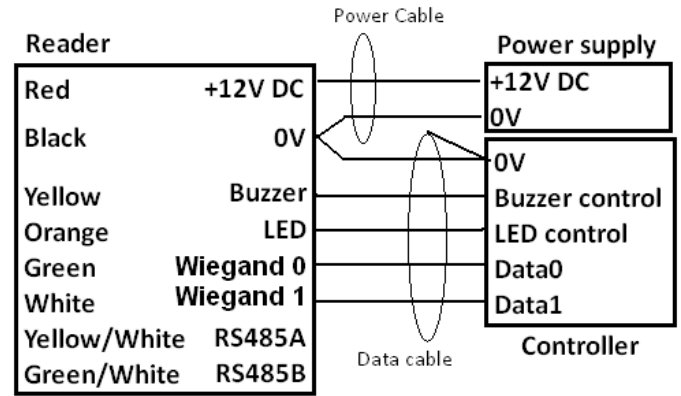 Power Cable
Reader
Power supply
Red +12V DC
+12V DC
0V
Black 0V
0V
Yellow Buzzer
Buzzer control
Orange LED
LED control
Green Wiegand 0
Data0
White Wiegand 1
Data1
Yellow/White RS485A
Controller
Data cable
Green/White RS485B